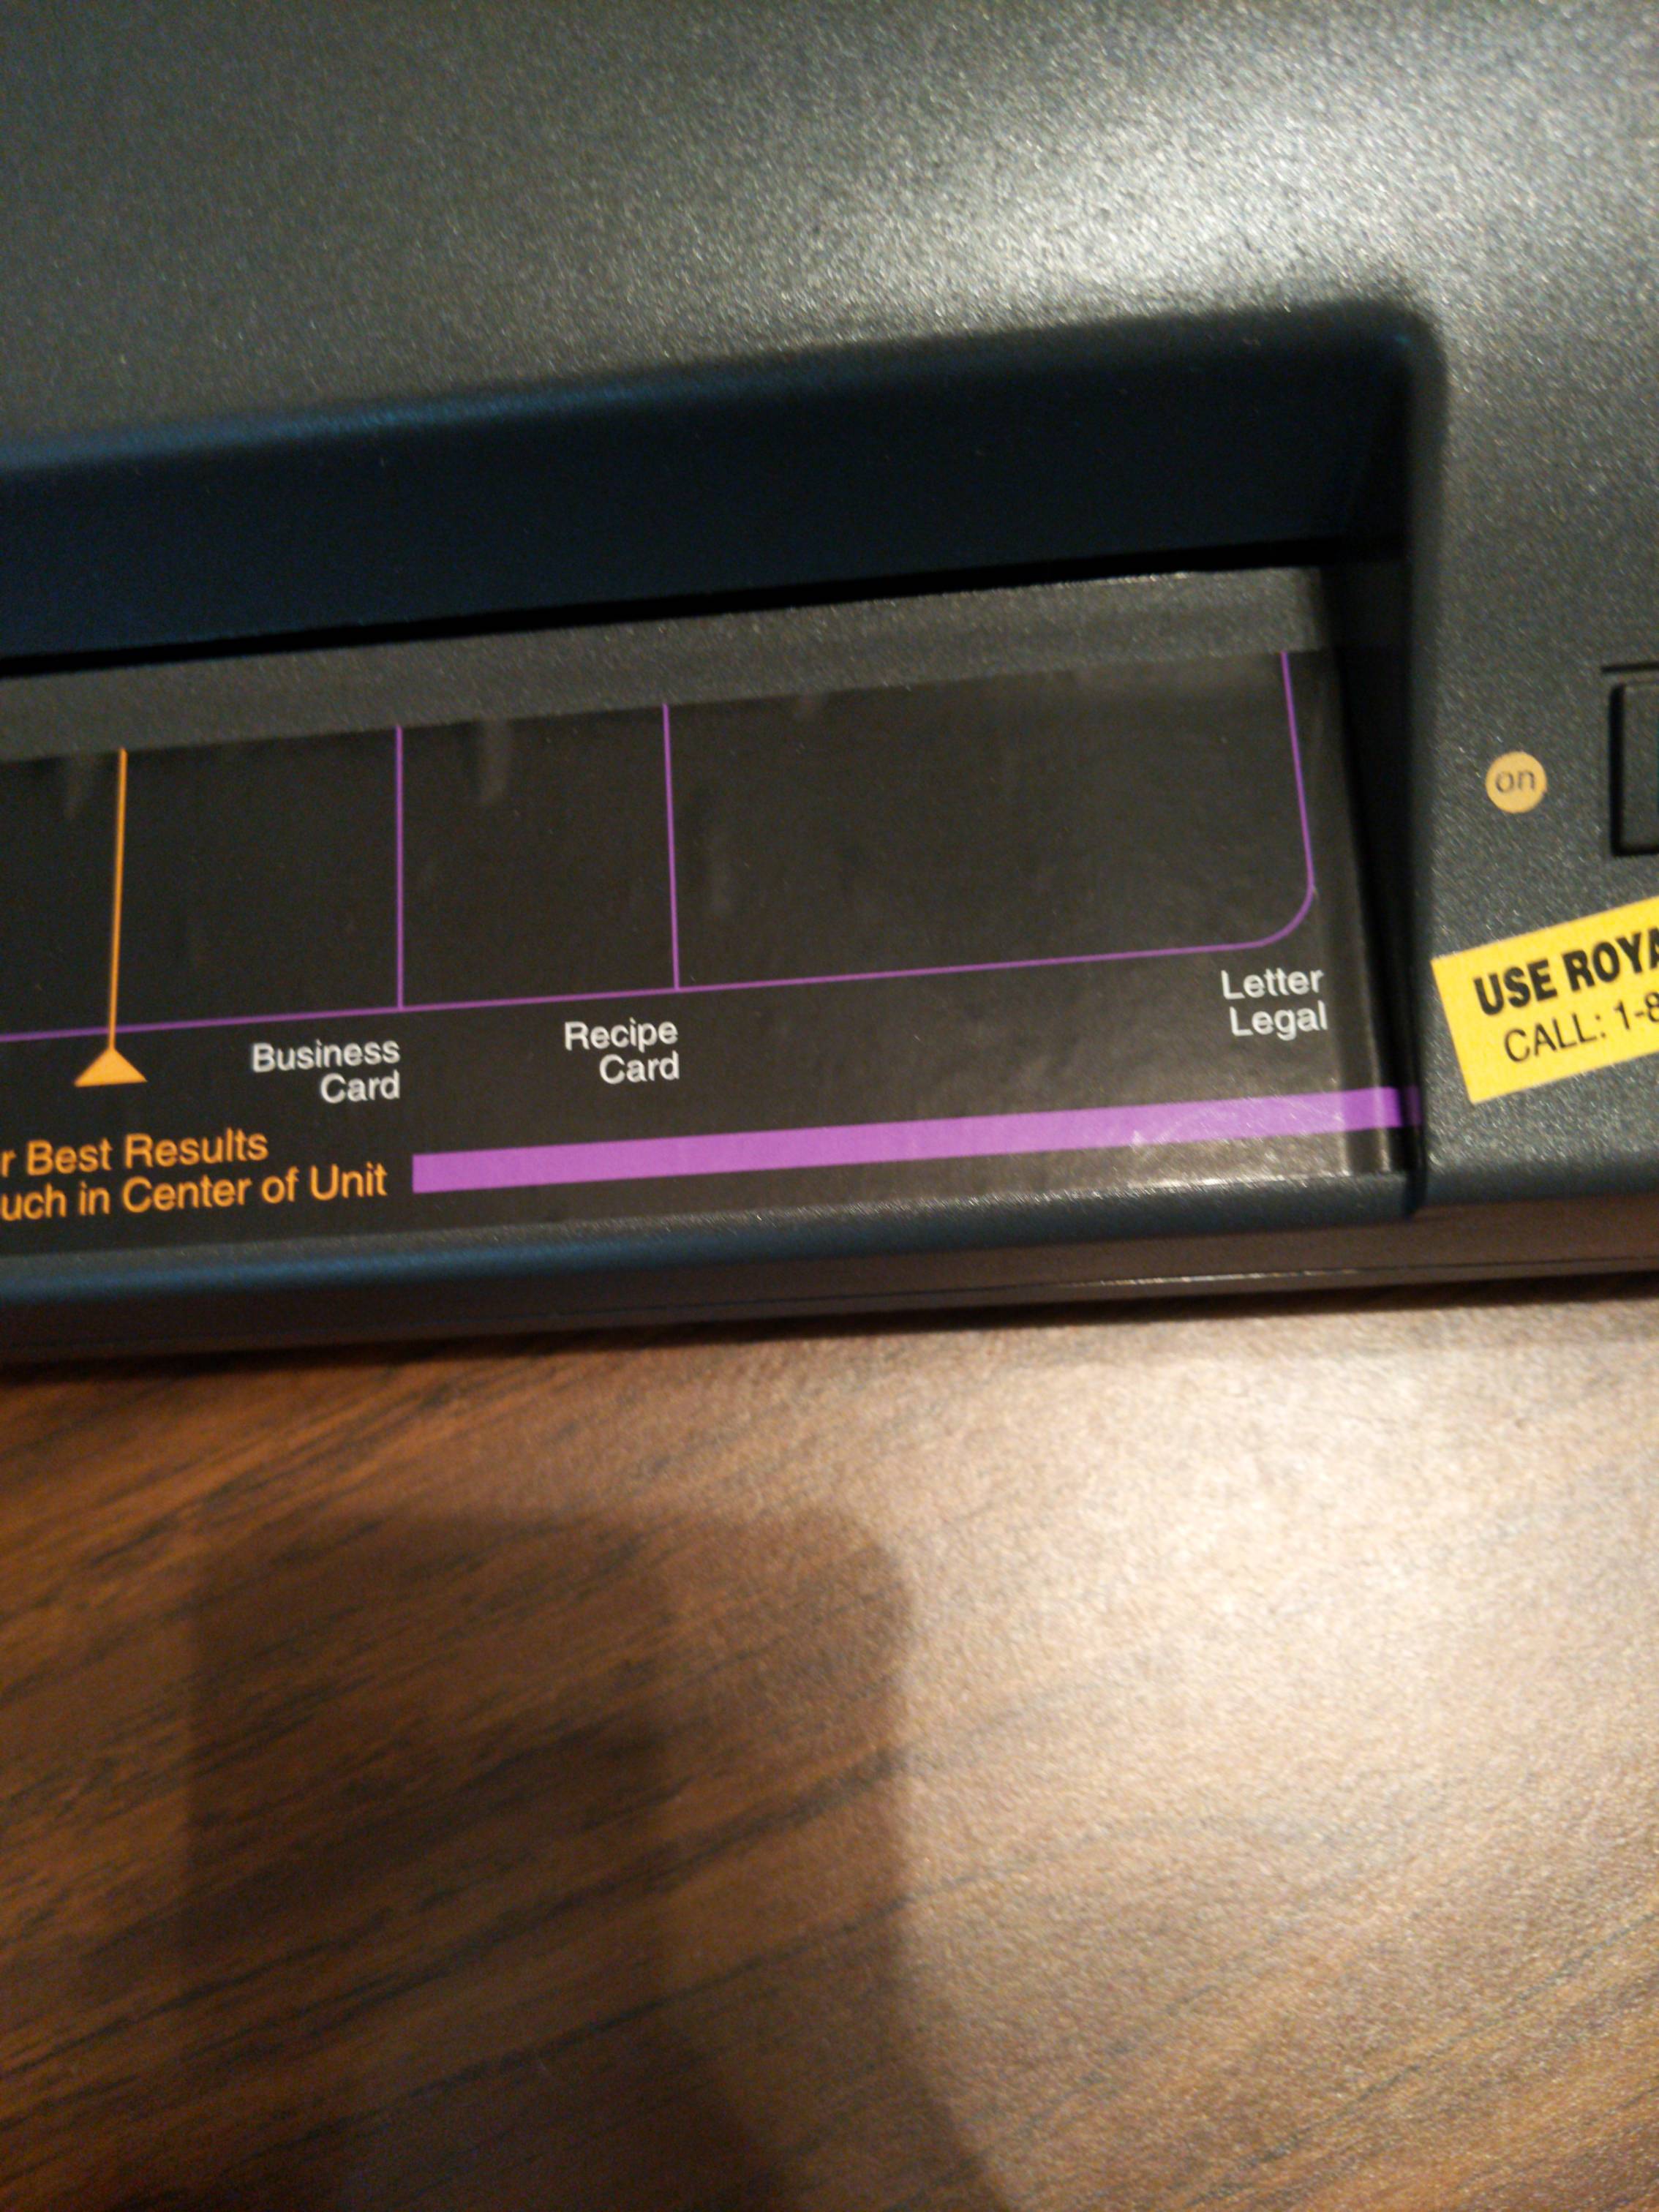 on
USE ROYA
CALL: 1-8
Letter
Legal
Recipe
Card
Business
Card
r Best Results
uch in Center of Unit